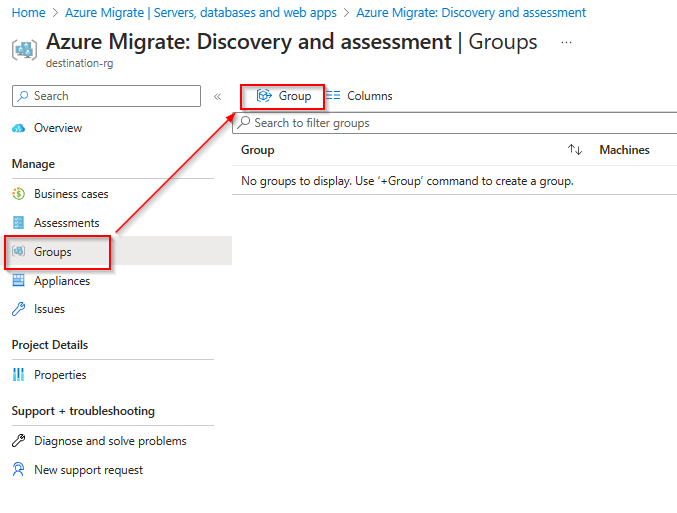 Home > Azure Migrate | Servers, databases and web apps > Azure Migrate: Discovery and assessment
Azure Migrate: Discovery and assessment | Groups ...
destination-rg
Search «
Group Columns
Search to filter groups
Group Machines
No groups to display. Use '+Group' command to create a group.
Overview
Manage
Business cases
Assessments
Groups
Appliances
Issues
Project Details
Properties
Support + troubleshooting
Diagnose and solve problems
New support request